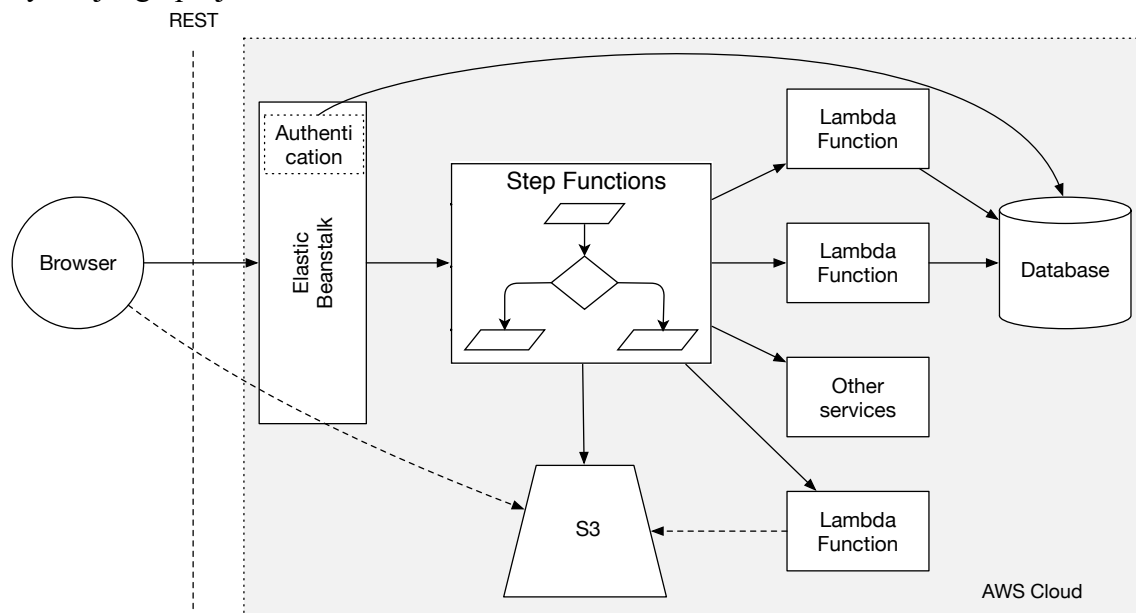 REST
Authenti
cation
Elastic
Beanstalk
Step Functions
Lambda
Function
Browser
Lambda
Function
Database
Other
services
S3
Lambda
Function
AWS Cloud